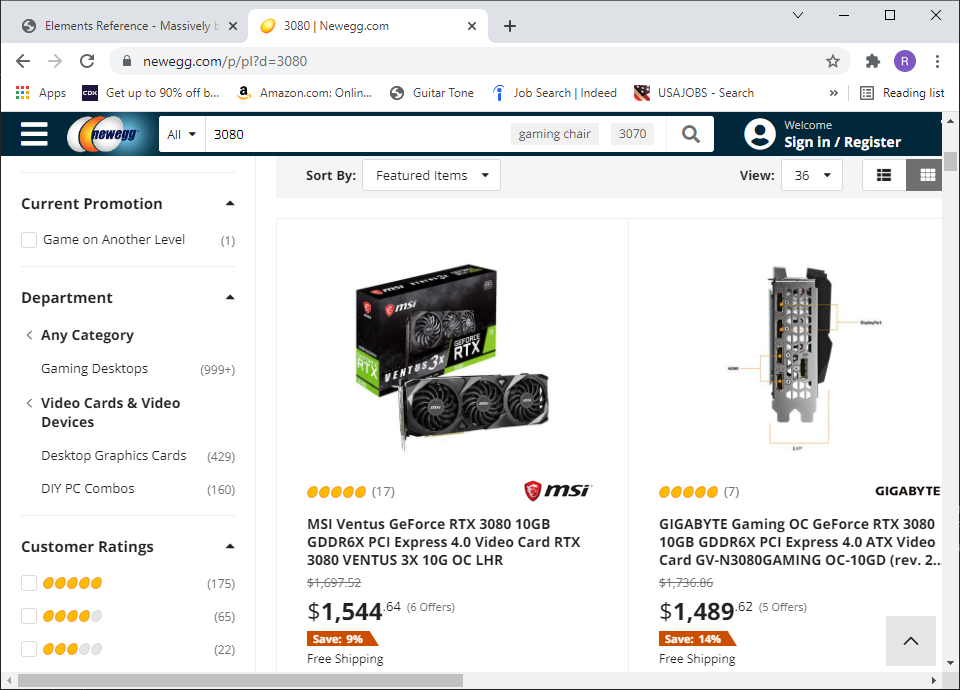 Elements Reference - Massively b
3080 | Newegg.com
newegg.com/p/pl?d=3080
R
Apps
CDK
Get up to 90% off b...
Amazon.com: Onlin...
Guitar Tone
Job Search | Indeed
USAJOBS - Search
»
Reading list
newegg
All
3080
gaming chair
3070
Welcome
Sign in / Register
Sort By:
Featured Items
View:
36
Current Promotion
Game on Another Level
(1)
Department
Any Category
Gaming Desktops
(999+)
Video Cards & Video
Devices
Desktop Graphics Cards
(429)
DIY PC Combos
(160)
Customer Ratings
(175)
(65)
(22)
msi
GEFORCE
RTX
VENTUS 3X
(17)
msi
MSI Ventus GeForce RTX 3080 10GB
GDDR6X PCI Express 4.0 Video Card RTX
3080 VENTUS 3X 10G OC LHR
$1,697.52
$1,544.64 (6 Offers)
Save: 9%
Free Shipping
DisplayPort
HDMI
(7)
GIGABYTE
GIGABYTE Gaming OC GeForce RTX 3080
10GB GDDR6X PCI Express 4.0 ATX Video
Card GV-N3080GAMING OC-10GD (rev. 2...
$1,736.86
$1,489.62 (5 Offers)
Save: 14%
Free Shipping